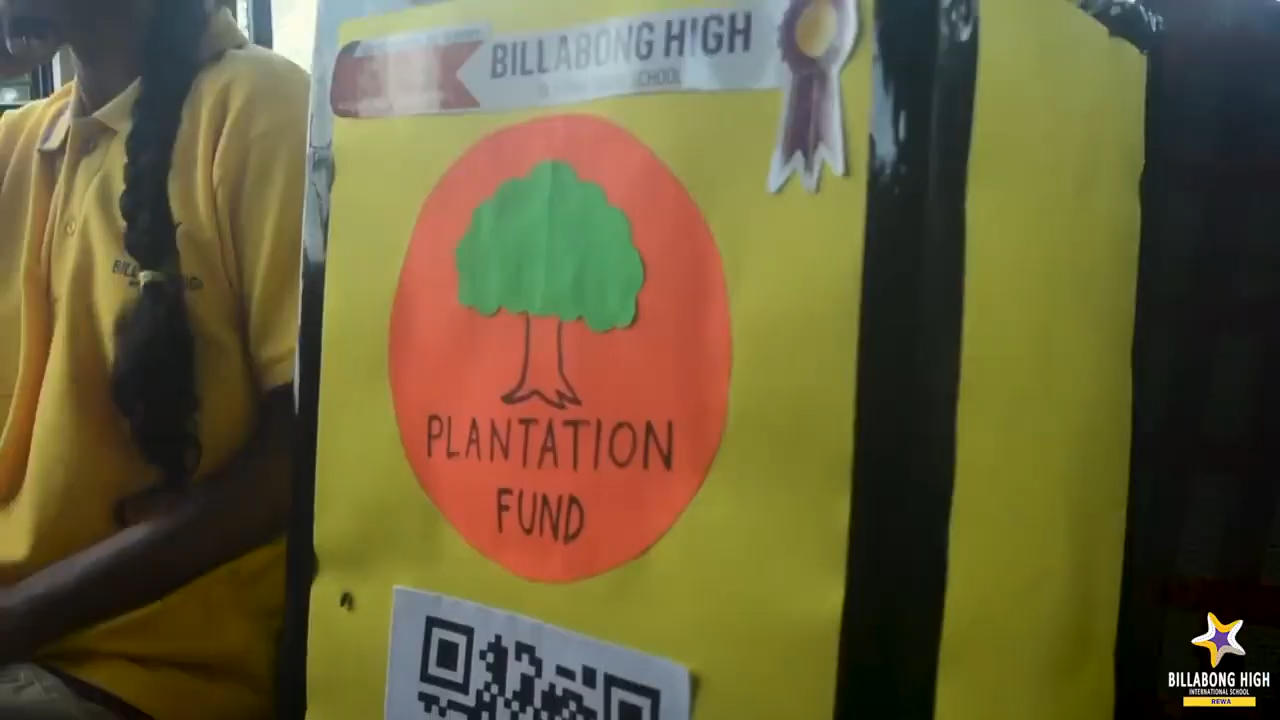 BILLABONG HIGH
SCHOOL
PLANTATION
FUND
BILLABONG HIGH
INTERNATIONAL SCHOOL
REWA